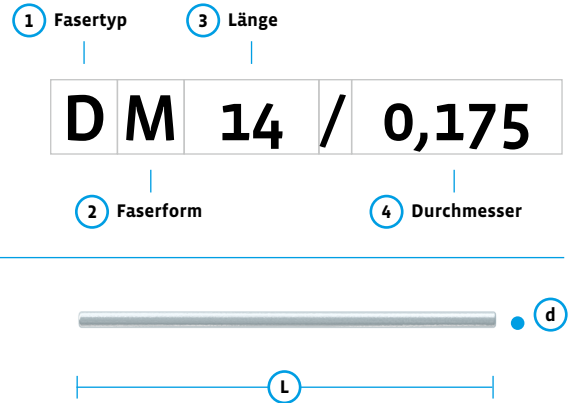 1 Fasertyp 3 Länge
D M 14 / 0,175
2 Faserform 4 Durchmesser
d
L